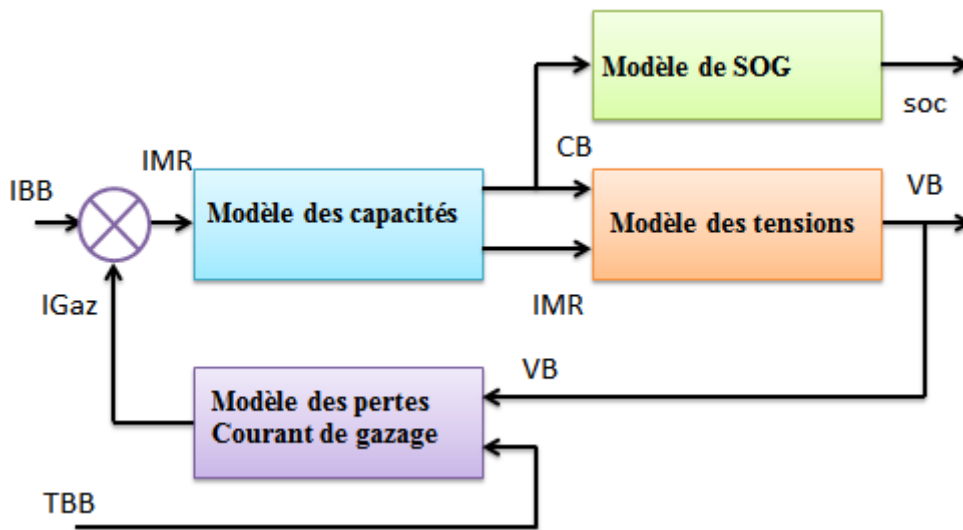 Modèle de SOG
soc
IMR
CB
IBB
VB
Modèle des capacités
Modèle des tensions
IGaz
IMR
VB
Modèle des pertes
Courant de gazage
TBB